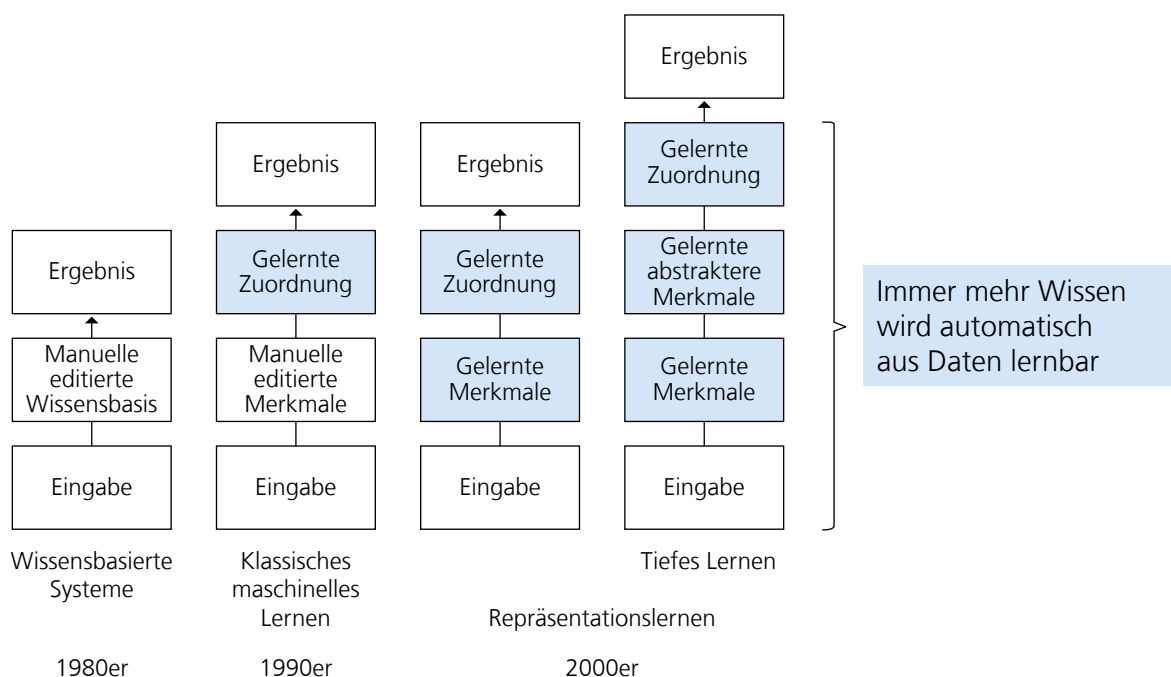 Ergebnis
Manuelle
editierte
Wissensbasis
Eingabe
Wissensbasierte
Systeme
1980er
Ergebnis
Gelernte
Zuordnung
Manuelle
editierte
Merkmale
Eingabe
Klassisches
maschinelles
Lernen
1990er
Ergebnis
Gelernte
Zuordnung
Gelernte
Merkmale
Eingabe
Ergebnis
Gelernte
Zuordnung
Gelernte
abstraktere
Merkmale
Gelernte
Merkmale
Eingabe
Tiefes Lernen
Repräsentationslernen
2000er
Immer mehr Wissen
wird automatisch
aus Daten lernbar